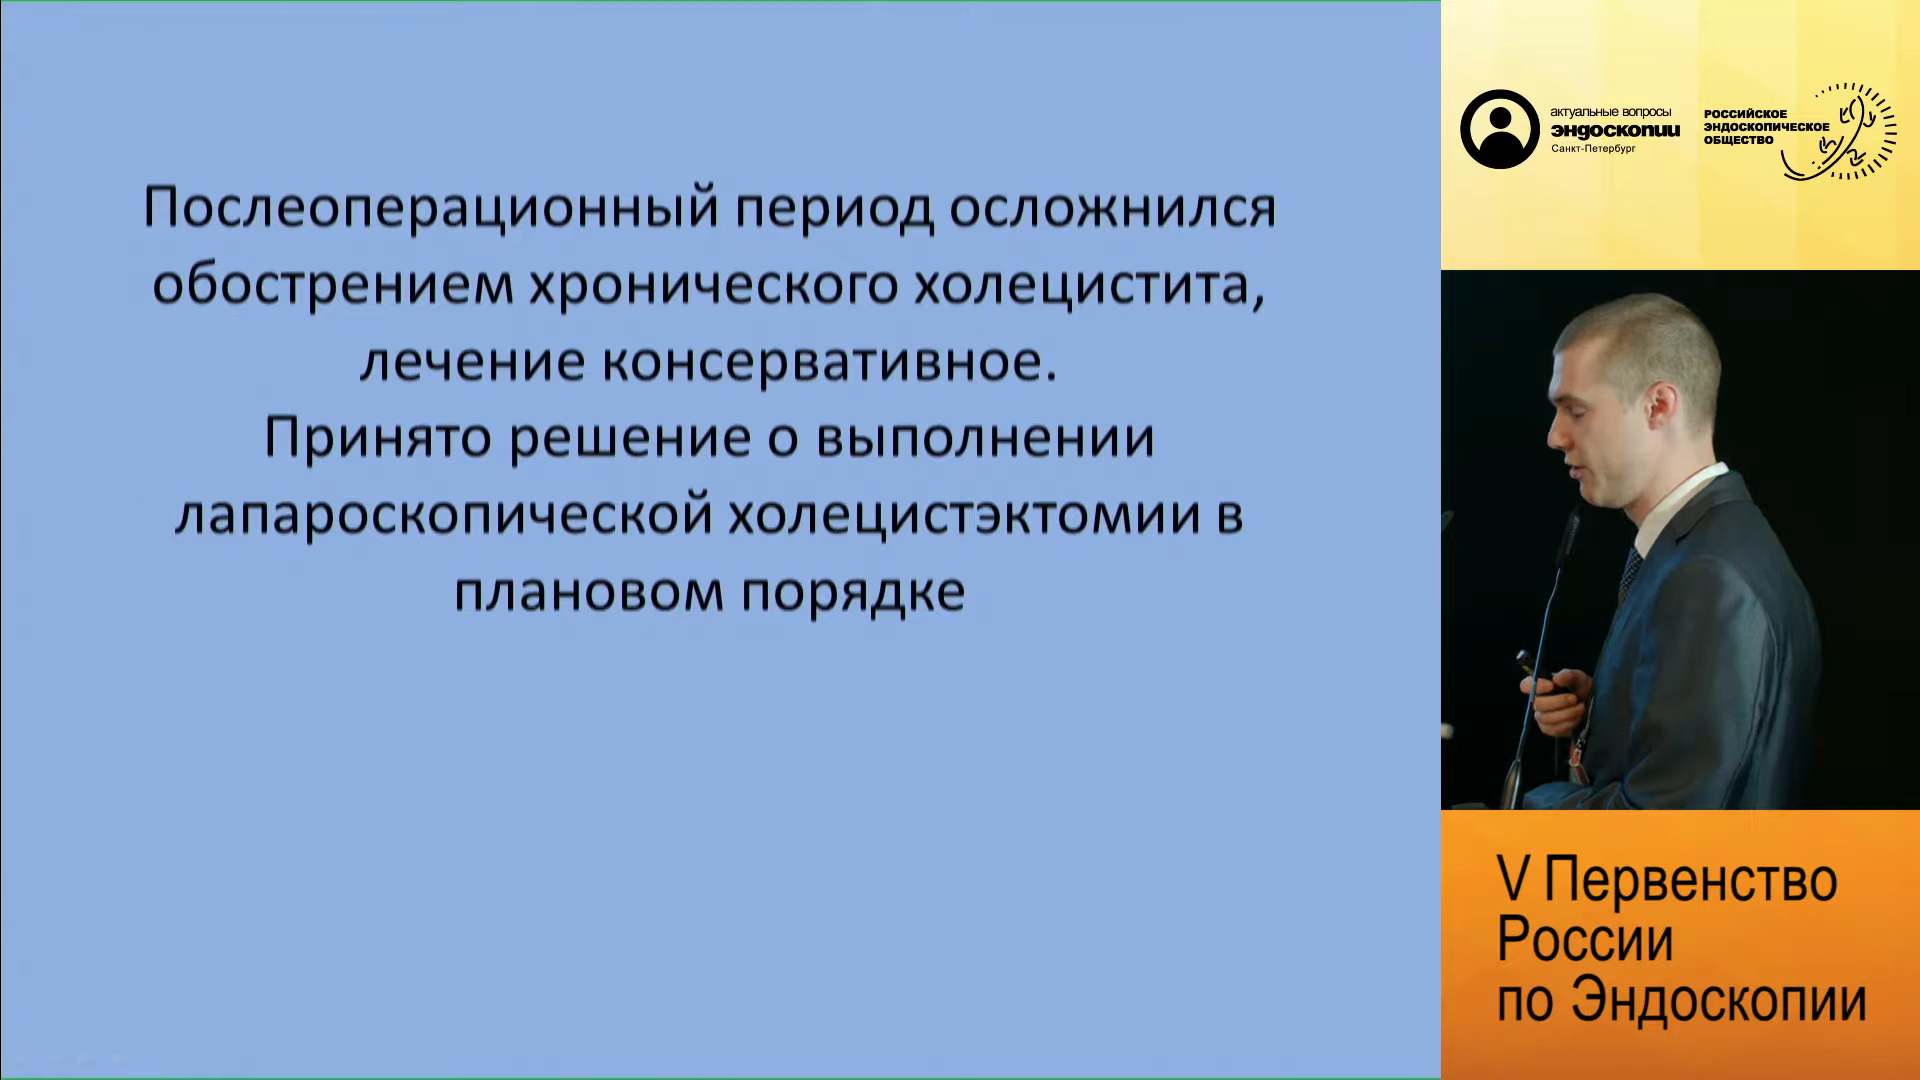 Послеоперационный период осложнился
обострением хронического холецистита,
лечение консервативное.
Принято решение о выполнении
лапароскопической холецистэктомии в
плановом порядке
актуальные вопросы
эндоскопии
Санкт-Петербург
РОССИЙСКОЕ
ЭНДОСКОПИЧЕСКОЕ
ОБЩЕСТВО
V Первенство
России
по Эндоскопии